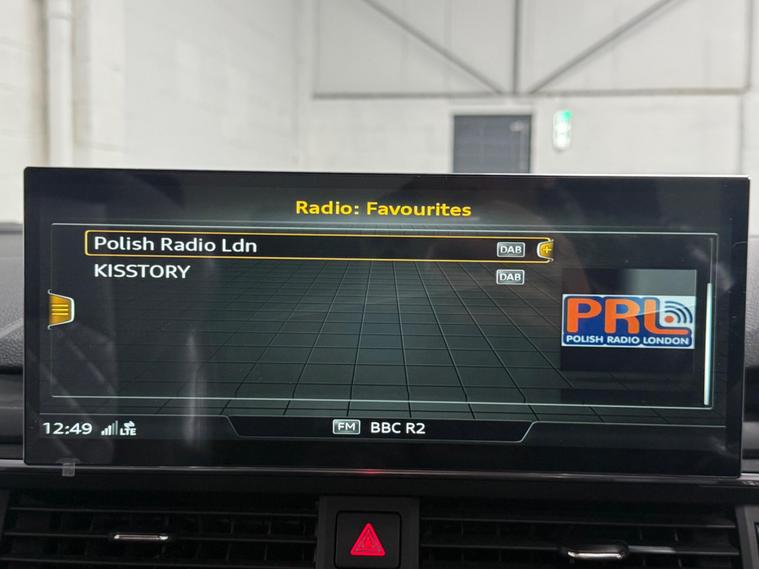 Radio: Favourites
Polish Radio Ldn DAB
KISSTORY DAB
PRL
POLISH RADIO LONDON
12:49 LTE FM BBC R2